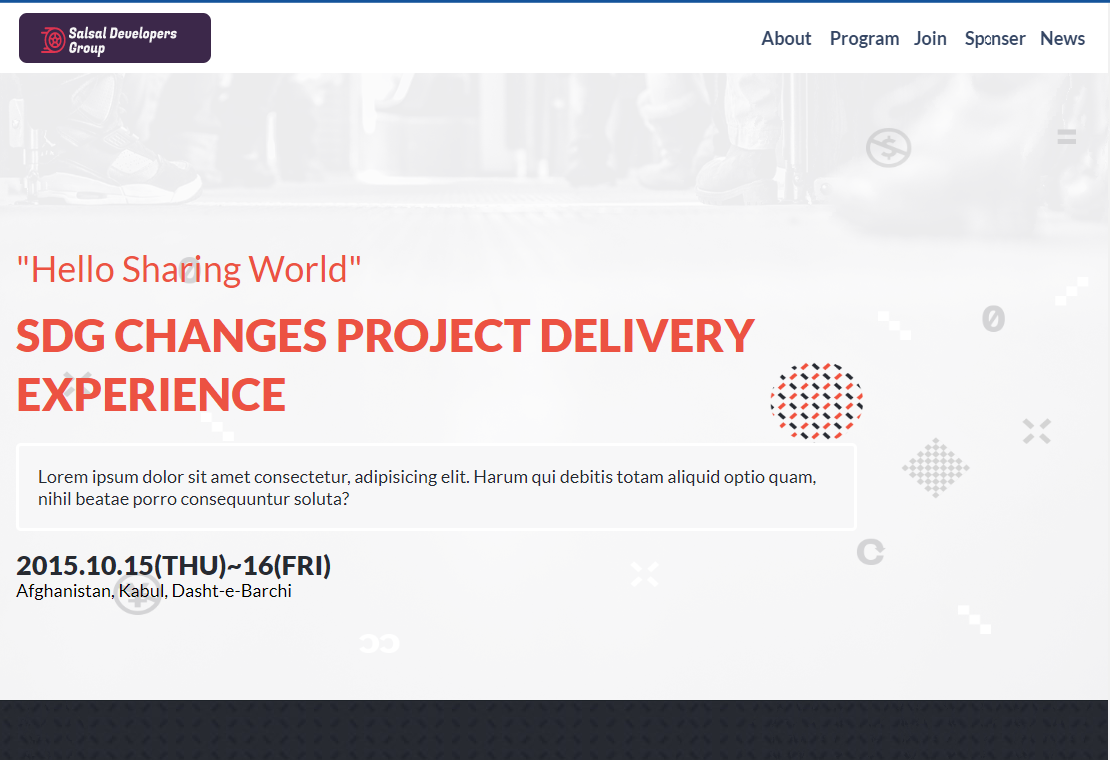 Salsal Developers
Group
About Program Join Sponser News
"Hello Sharing World"
SDG CHANGES PROJECT DELIVERY
EXPERIENCE
Lorem ipsum dolor sit amet consectetur, adipisicing elit. Harum qui debitis totam aliquid optio quam,
nihil beatae porro consequuntur soluta?
2015.10.15(THU)~16(FRI)
Afghanistan, Kabul, Dasht-e-Barchi